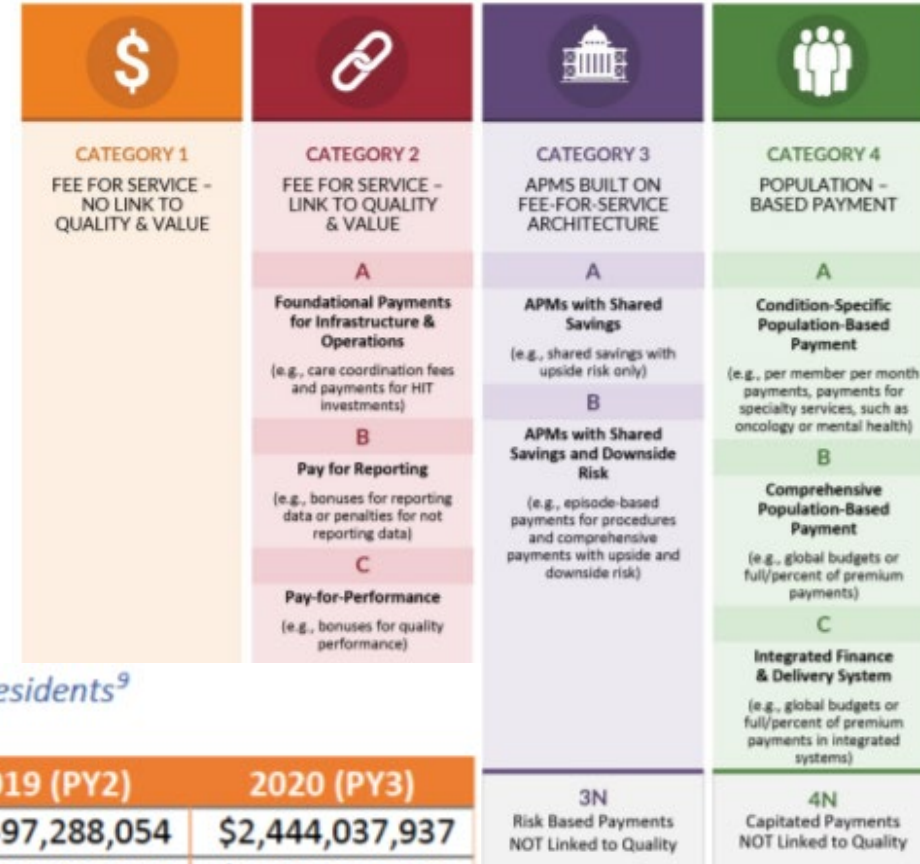 $
CATEGORY 1
FEE FOR SERVICE –
NO LINK TO
QUALITY & VALUE
CATEGORY 2
FEE FOR SERVICE –
LINK TO QUALITY
& VALUE
A
Foundational Payments
for Infrastructure &
Operations
(e.g., care coordination fees
and payments for HIT
investments)
B
Pay for Reporting
(e.g., bonuses for reporting
data or penalties for not
reporting data)
C
Pay-for-Performance
(e.g., bonuses for quality
performance)
CATEGORY 3
APMS BUILT ON
FEE-FOR-SERVICE
ARCHITECTURE
A
APMs with Shared
Savings
(e.g., shared savings with
upside risk only)
B
APMs with Shared
Savings and Downside
Risk
(e.g., episode-based
payments for procedures
and comprehensive
payments with upside and
downside risk)
3N
Risk Based Payments
NOT Linked to Quality
CATEGORY 4
POPULATION –
BASED PAYMENT
A
Condition-Specific
Population-Based
Payment
(e.g., per member per month
payments, payments for
specialty services, such as
oncology or mental health)
B
Comprehensive
Population-Based
Payment
(e.g., global budgets or
full/percent of premium
payments)
C
Integrated Finance
& Delivery System
(e.g., global budgets or
full/percent of premium
payments in integrated
systems)
4N
Capitated Payments
NOT Linked to Quality
esidents⁹
019 (PY2) 2020 (PY3)
97,288,054 $2,444,037,937